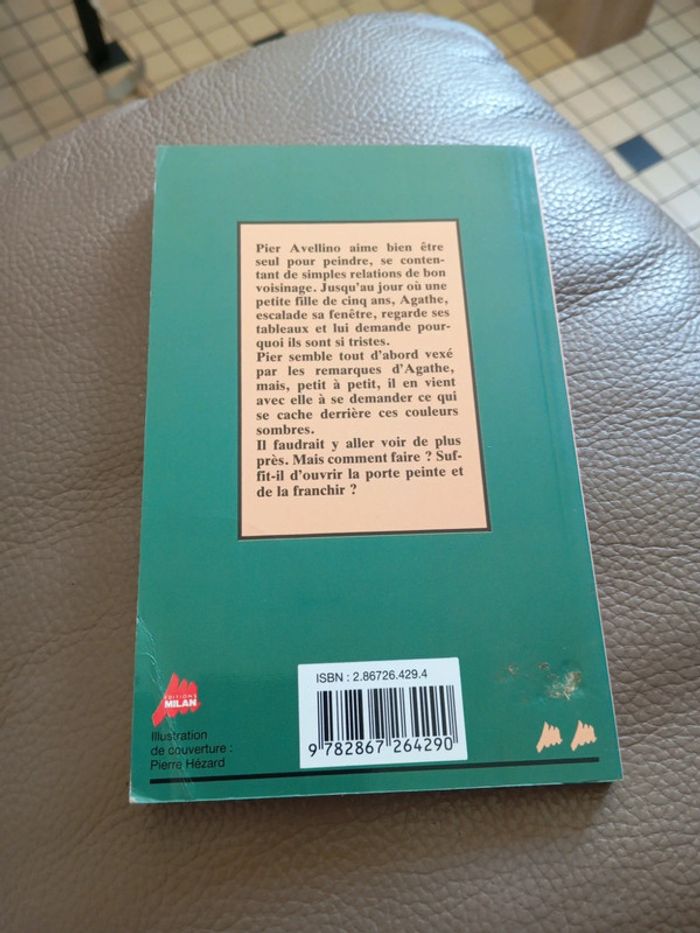 Pier Avellino aime bien être
seul pour peindre, se conten-
tant de simples relations de bon
voisinage. Jusqu'au jour où une
petite fille de cinq ans, Agathe,
escalade sa fenêtre, regarde ses
tableaux et lui demande pour-
quoi ils sont si tristes.
Pier semble tout d'abord vexé
par les remarques d'Agathe,
mais, petit à petit, il en vient
avec elle à se demander ce qui
se cache derrière ces couleurs
sombres.
Il faudrait y aller voir de plus
près. Mais comment faire ? Suf-
fit-il d'ouvrir la porte peinte et
de la franchir ?
ISBN : 2.86726.429.4
9 782867 264290
ÉDITIONS
MILAN
Illustration
de couverture :
Pierre Hézard